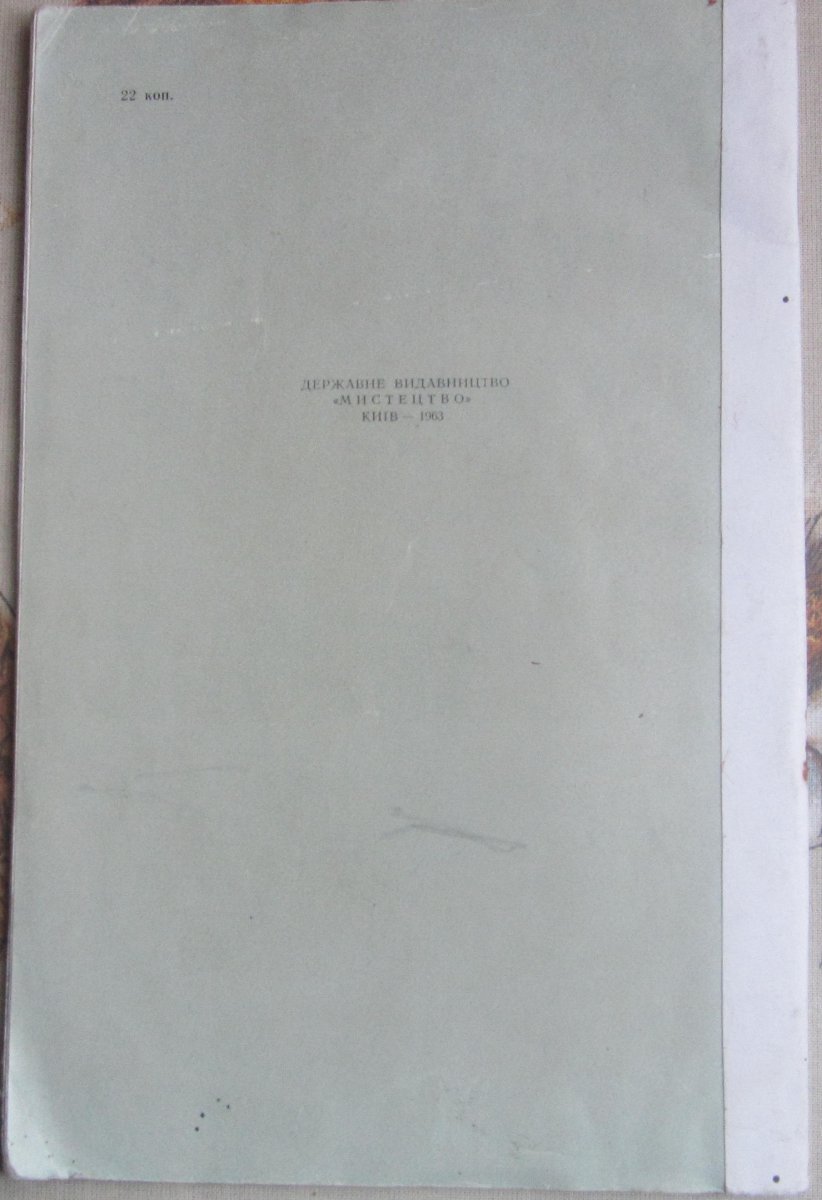 22 коп.
ДЕРЖАВНЕ ВИДАВНИЦТВО
«МИСТЕЦТВО»
КИЇВ — 1963